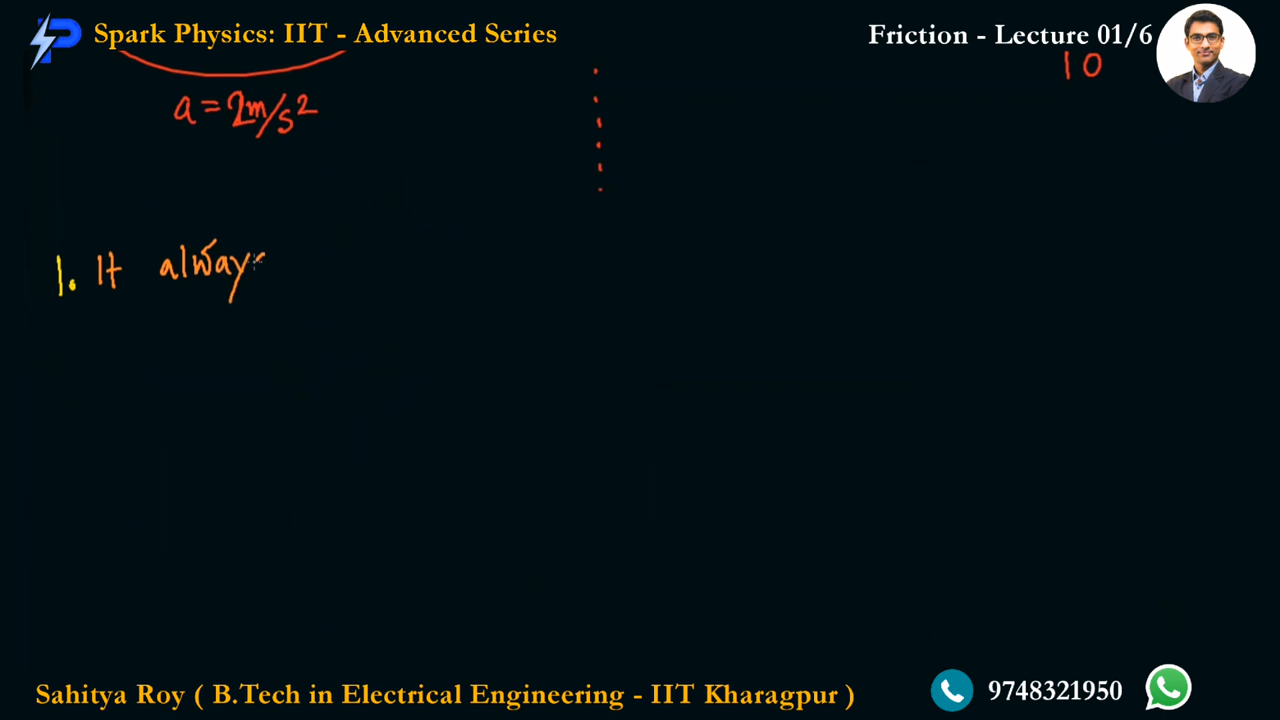 Spark Physics: IIT - Advanced Series
Friction - Lecture 01/6
10
a = 2m/s2
1. It always
Sahitya Roy ( B.Tech in Electrical Engineering - IIT Kharagpur )
9748321950